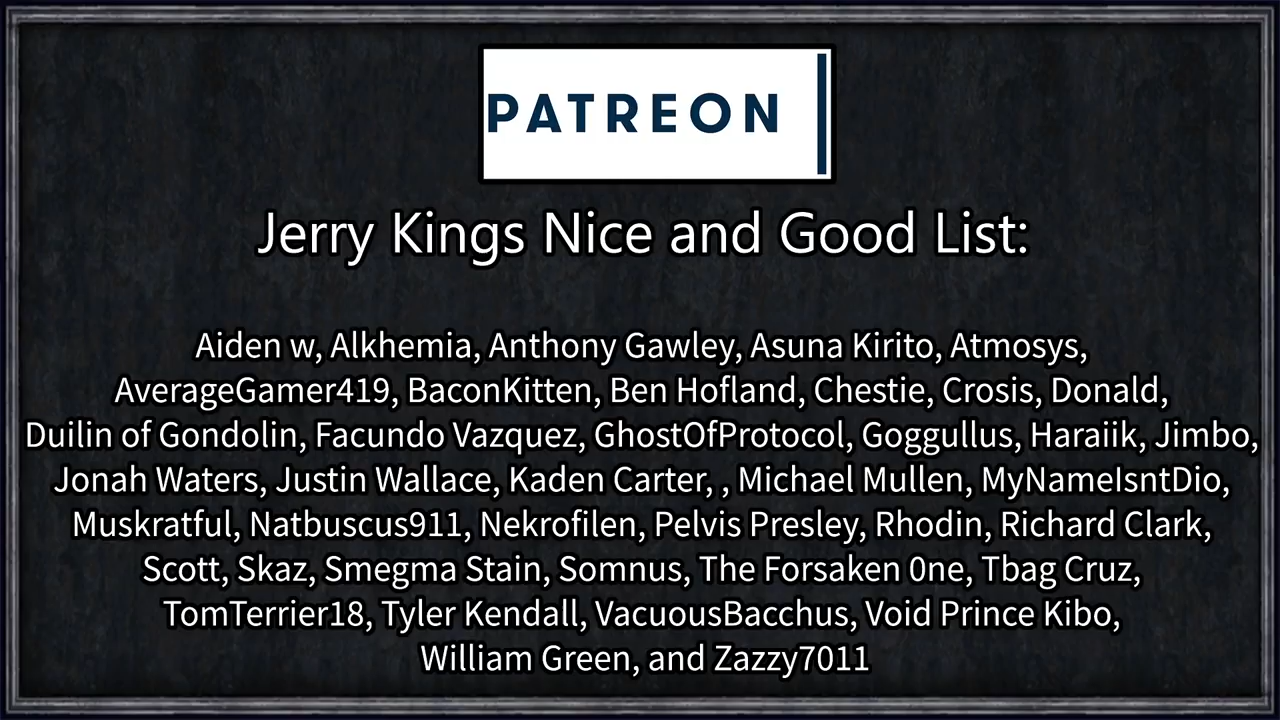 PATREON
Jerry Kings Nice and Good List:
Aiden w, Alkhemia, Anthony Gawley, Asuna Kirito, Atmosys,
AverageGamer419, BaconKitten, Ben Hofland, Chestie, Crosis, Donald,
Duilin of Gondolin, Facundo Vazquez, GhostOfProtocol, Goggullus, Haraiik, Jimbo,
Jonah Waters, Justin Wallace, Kaden Carter, , Michael Mullen, MyNameIsntDio,
Muskratful, Natbuscus911, Nekrofilen, Pelvis Presley, Rhodin, Richard Clark,
Scott, Skaz, Smegma Stain, Somnus, The Forsaken 0ne, Tbag Cruz,
TomTerrier18, Tyler Kendall, VacuousBacchus, Void Prince Kibo,
William Green, and Zazzy7011